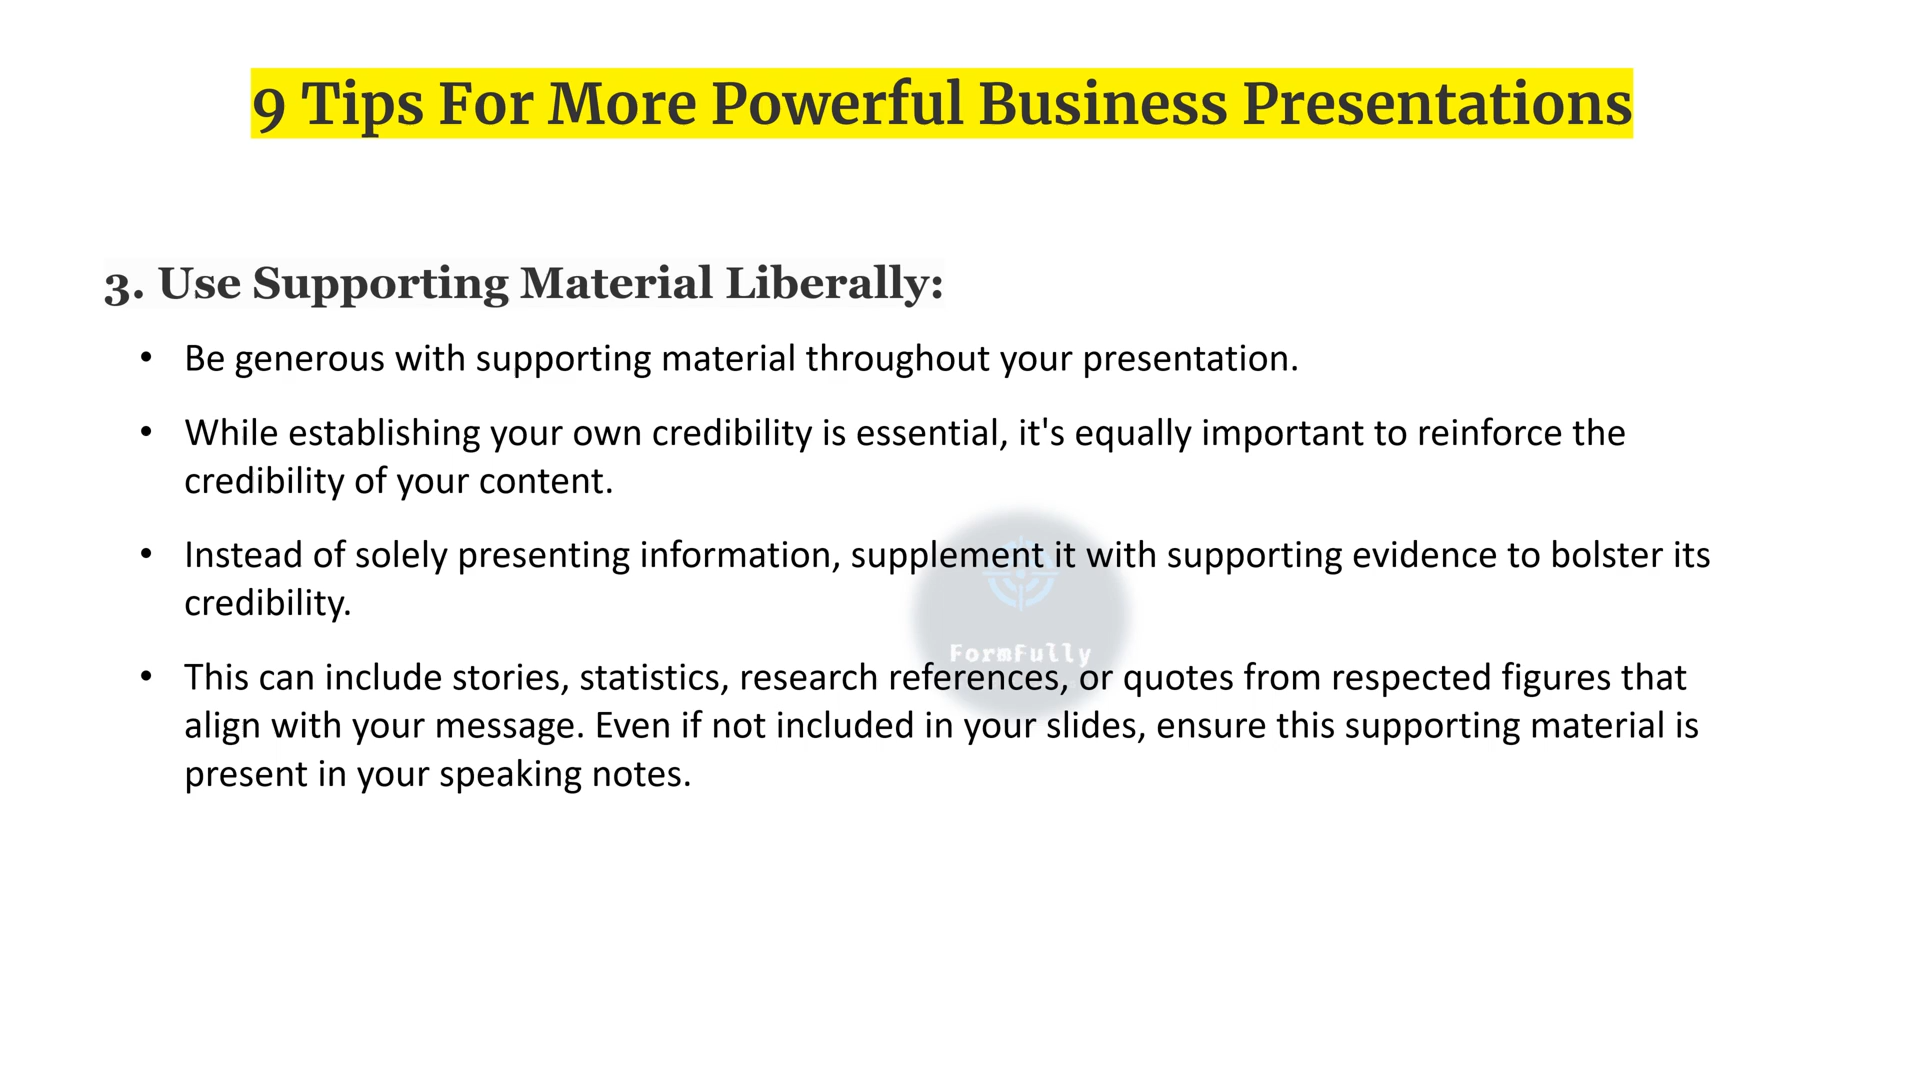 9 Tips For More Powerful Business Presentations
3. Use Supporting Material Liberally:
• Be generous with supporting material throughout your presentation.
• While establishing your own credibility is essential, it's equally important to reinforce the
credibility of your content.
• Instead of solely presenting information, supplement it with supporting evidence to bolster its
credibility.
FormFully
• This can include stories, statistics, research references, or quotes from respected figures that
align with your message. Even if not included in your slides, ensure this supporting material is
present in your speaking notes.